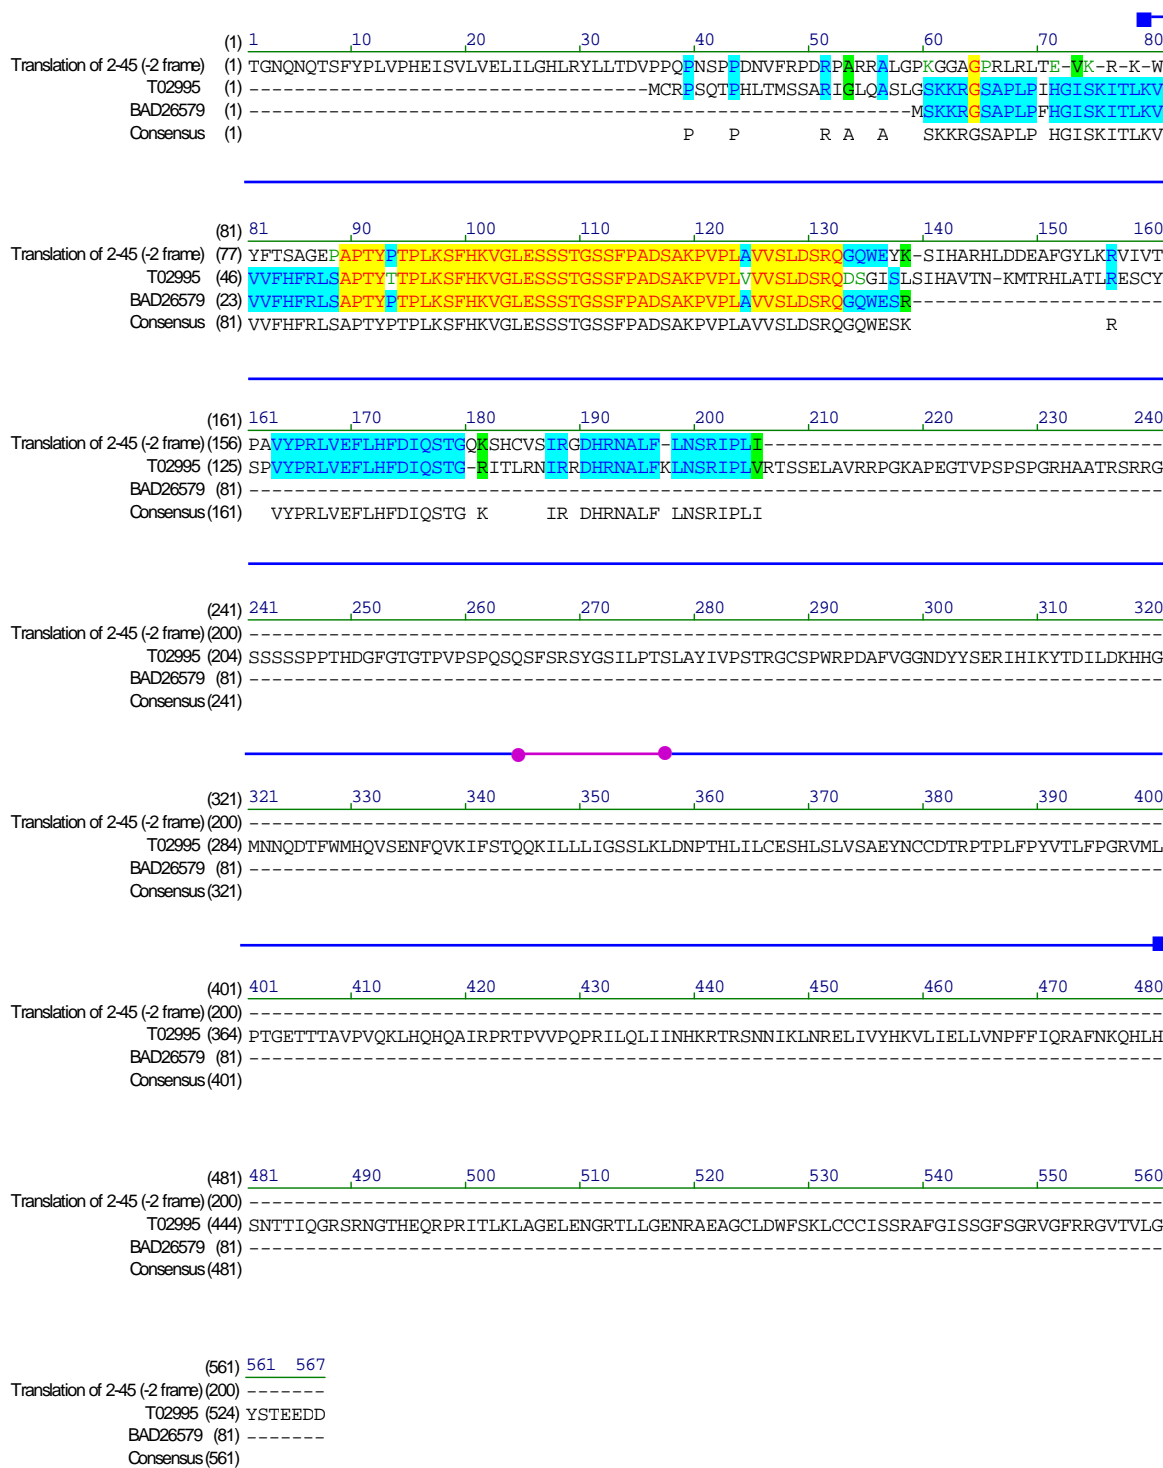 (1) 1 10 20 30 40 50 60 70 80
Translation of 2-45 (-2 frame) (1) TGNQNQTSFYPLVPHEISVLVELILGHLRYLLTDVPPQPNSPPDNVFRPDRPARRALGPKGGAGPRLRLTE-VK-R-K-W
T02995 (1) -----------------------------------MCRPSQTPHLTMSSARIGLQASLGSKKRGSAPLPIHGISKITLKV
BAD26579 (1) ----------------------------------------------------------MSKKRGSAPLPFHGISKITLKV
Consensus (1) P P R A A SKKRGSAPLP HGISKITLKV
(81) 81 90 100 110 120 130 140 150 160
Translation of 2-45 (-2 frame) (77) YFTSAGEPAPTYPTPLKSFHKVGLESSSTGSSFPADSAKPVPLAVVSLDSRQGQWEYK-SIHARHLDDEAFGYLKRVIVT
T02995 (46) VVFHFRLSAPTYTTPLKSFHKVGLESSSTGSSFPADSAKPVPLVVVSLDSRQDSGISLSIHAVTN-KMTRHLATLRESCY
BAD26579 (23) VVFHFRLSAPTYPTPLKSFHKVGLESSSTGSSFPADSAKPVPLAVVSLDSRQGQWESR----------------------
Consensus (81) VVFHFRLSAPTYPTPLKSFHKVGLESSSTGSSFPADSAKPVPLAVVSLDSRQGQWESK R
(161) 161 170 180 190 200 210 220 230 240
Translation of 2-45 (-2 frame) (156) PAVYPRLVEFLHFDIQSTGQKSHCVSIRGDHRNALF-LNSRIPLI-----------------------------------
T02995 (125) SPVYPRLVEFLHFDIQSTG-RITLRNIRRDHRNALFKLNSRIPLVRTSSELAVRRPGKAPEGTVPSPSPGRHAATRSRRG
BAD26579 (81) --------------------------------------------------------------------------------
Consensus (161) VYPRLVEFLHFDIQSTG K IR DHRNALF LNSRIPLI
(241) 241 250 260 270 280 290 300 310 320
Translation of 2-45 (-2 frame) (200) --------------------------------------------------------------------------------
T02995 (204) SSSSSPPTHDGFGTGTPVPSPQSQSFSRSYGSILPTSLAYIVPSTRGCSPWRPDAFVGGNDYYSERIHIKYTDILDKHHG
BAD26579 (81) --------------------------------------------------------------------------------
Consensus (241)
(321) 321 330 340 350 360 370 380 390 400
Translation of 2-45 (-2 frame) (200) --------------------------------------------------------------------------------
T02995 (284) MNNQDTFWMHQVSENFQVKIFSTQQKILLLIGSSLKLDNPTHLILCESHLSLVSAEYNCCDTRPTPLFPYVTLFPGRVML
BAD26579 (81) --------------------------------------------------------------------------------
Consensus (321)
(401) 401 410 420 430 440 450 460 470 480
Translation of 2-45 (-2 frame) (200) --------------------------------------------------------------------------------
T02995 (364) PTGETTTAVPVQKLHQHQAIRPRTPVVPQPRILQLIINHKRTRSNNIKLNRELIVYHKVLIELLVNPFFIQRAFNKQHLH
BAD26579 (81) --------------------------------------------------------------------------------
Consensus (401)
(481) 481 490 500 510 520 530 540 550 560
Translation of 2-45 (-2 frame) (200) --------------------------------------------------------------------------------
T02995 (444) SNTTIQGRSRNGTHEQRPRITLKLAGELENGRTLLGENRAEAGCLDWFSKLCCCISSRAFGISSGFSGRVGFRRGVTVLG
BAD26579 (81) --------------------------------------------------------------------------------
Consensus (481)
(561) 561 567
Translation of 2-45 (-2 frame) (200) -------
T02995 (524) YSTEEDD
BAD26579 (81) -------
Consensus (561)